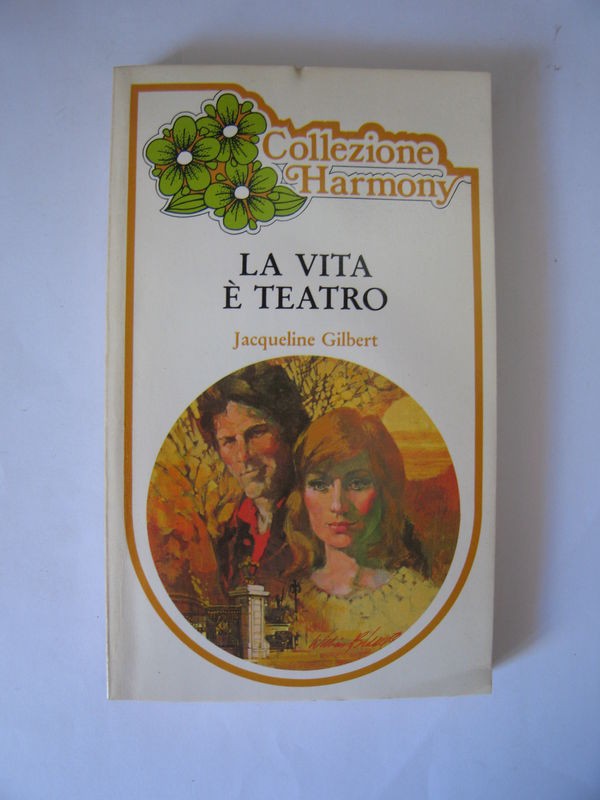 Collezione
Harmony
LA VITA
È TEATRO
Jacqueline Gilbert